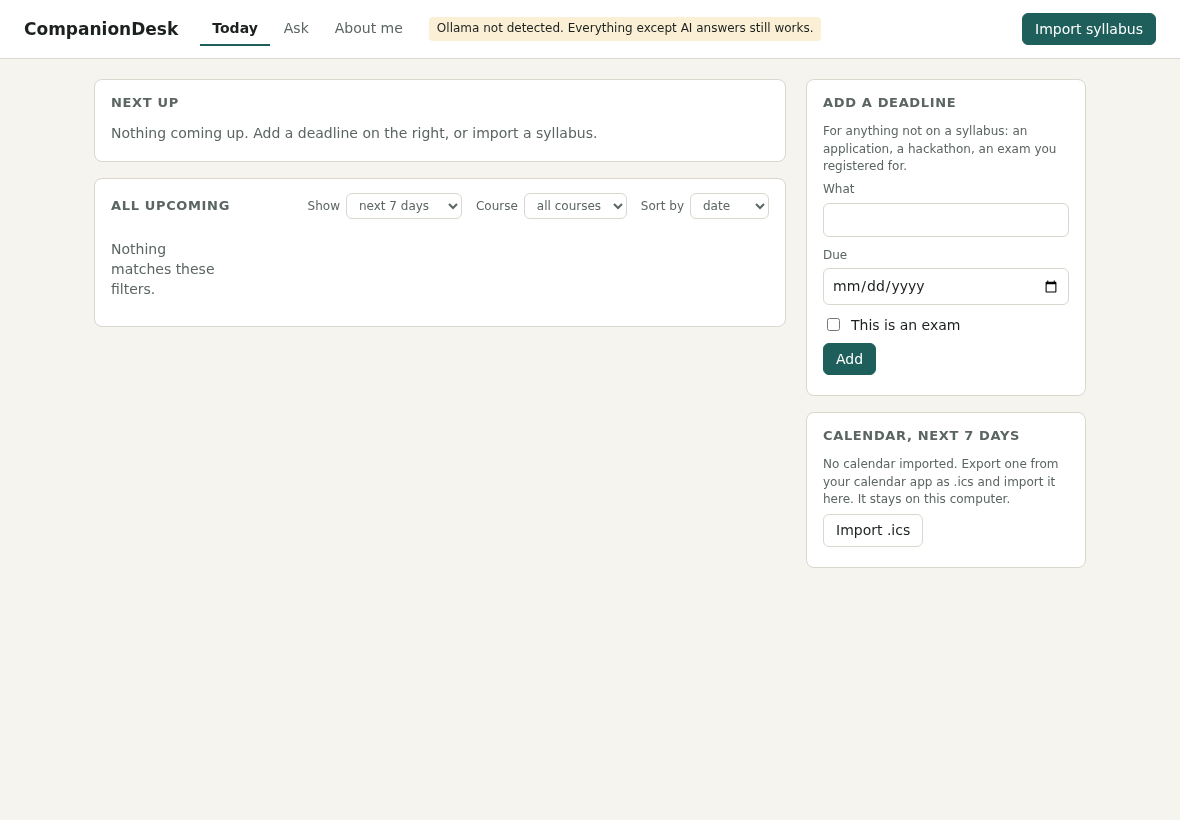 CompanionDesk
Today
Ask
About me
Ollama not detected. Everything except AI answers still works.
Import syllabus
NEXT UP
Nothing coming up. Add a deadline on the right, or import a syllabus.
ALL UPCOMING
Show
next 7 days
Course
all courses
Sort by
date
Nothing
matches these
filters.
ADD A DEADLINE
For anything not on a syllabus: an
application, a hackathon, an exam you
registered for.
What
Due
mm/dd/yyyy
This is an exam
Add
CALENDAR, NEXT 7 DAYS
No calendar imported. Export one from
your calendar app as .ics and import it
here. It stays on this computer.
Import .ics